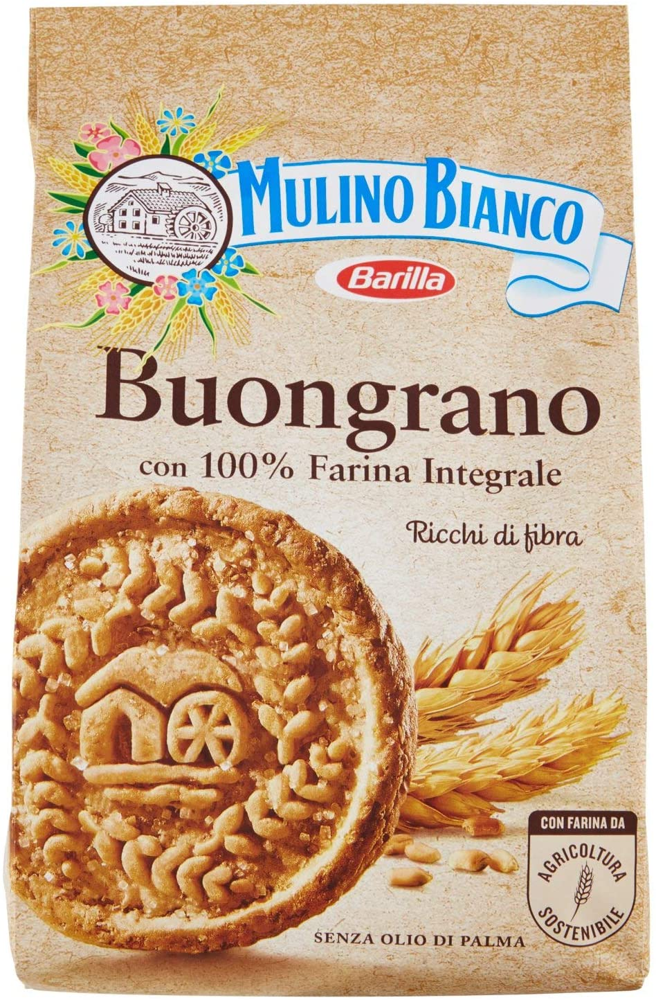 MULINO BIANCO
Barilla
Buongrano
con 100% Farina Integrale
Ricchi di fibra
CON FARINA DA
AGRICOLTURA
SOSTENIBILE
SENZA OLIO DI PALMA